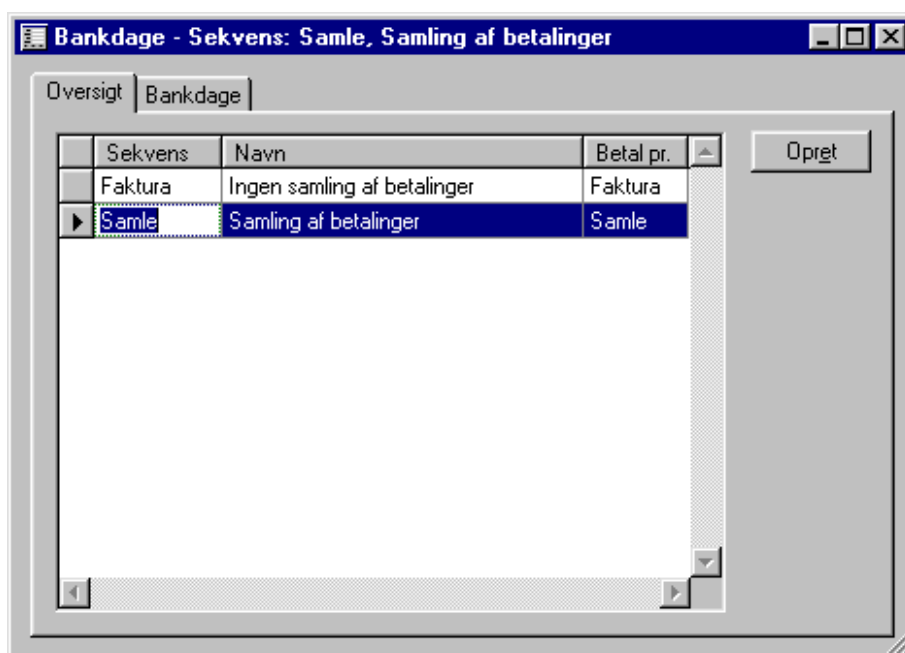 Bankdage - Sekvens: Samle, Samling af betalinger
Oversigt Bankdage
Sekvens Navn Betal pr. Opret
Faktura Ingen samling af betalinger Faktura
Samle Samling af betalinger Samle